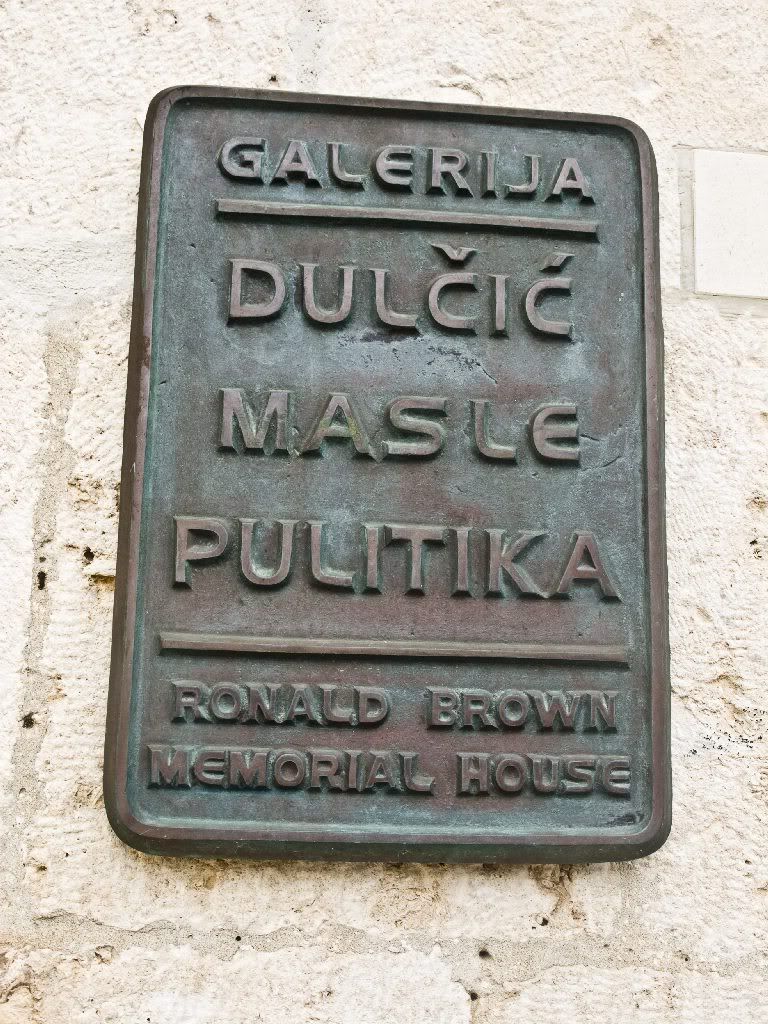 GALERIJA
DULČIĆ
MASLE
PULITIKA
RONALD BROWN
MEMORIAL HOUSE